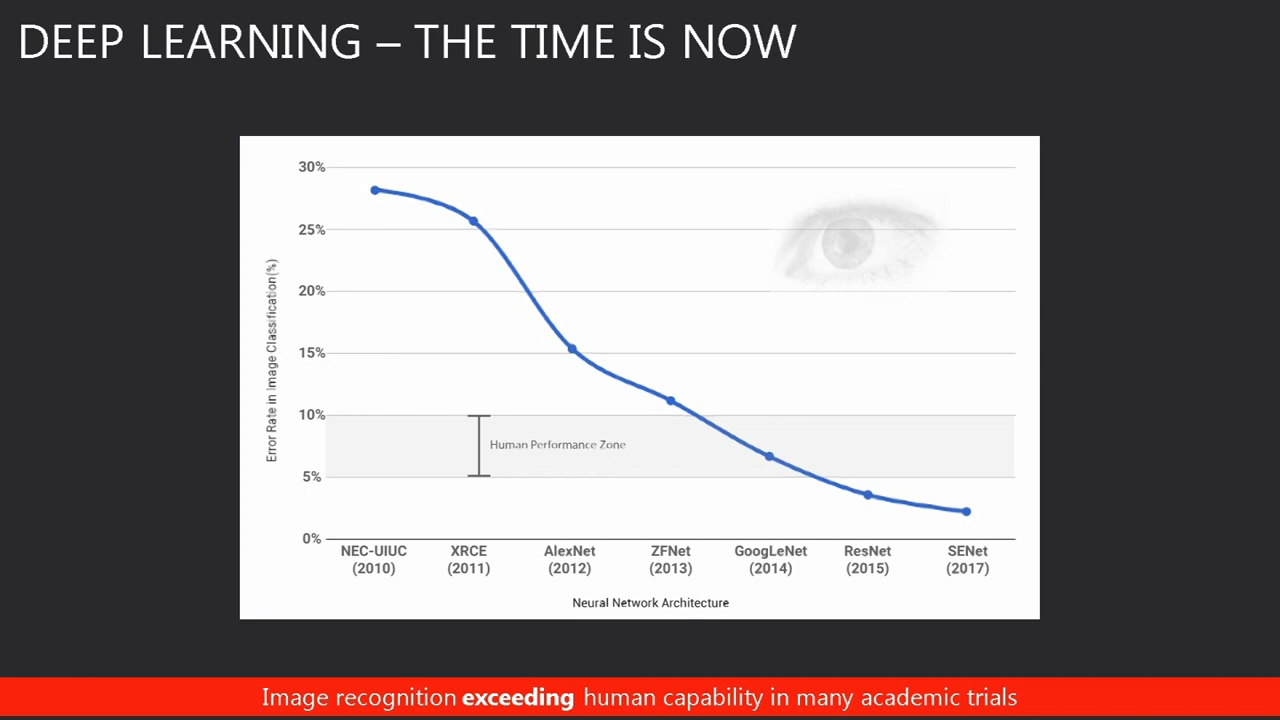 DEEP LEARNING – THE TIME IS NOW
30%
25%
20%
15%
10%
5%
0%
Error Rate in Image Classification(%)
Human Performance Zone
NEC-UIUC
(2010)
XRCE
(2011)
AlexNet
(2012)
ZFNet
(2013)
GoogLeNet
(2014)
ResNet
(2015)
SENet
(2017)
Neural Network Architecture
Image recognition exceeding human capability in many academic trials